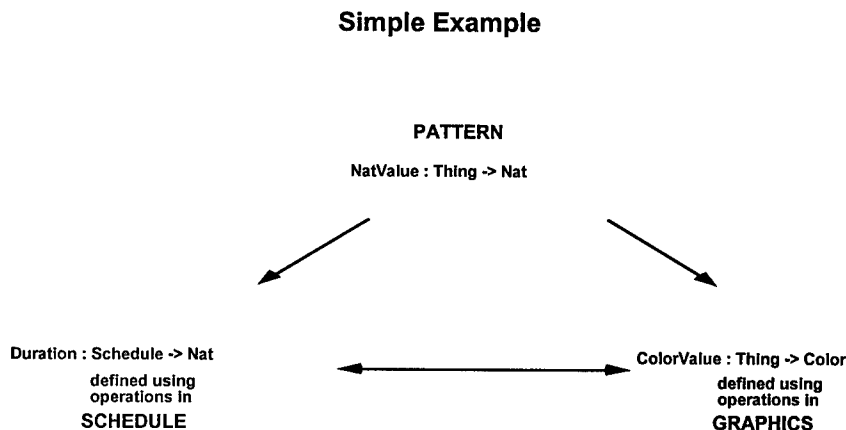 Simple Example
PATTERN
NatValue : Thing -> Nat
Duration : Schedule -> Nat
defined using
operations in
SCHEDULE
ColorValue : Thing -> Color
defined using
operations in
GRAPHICS